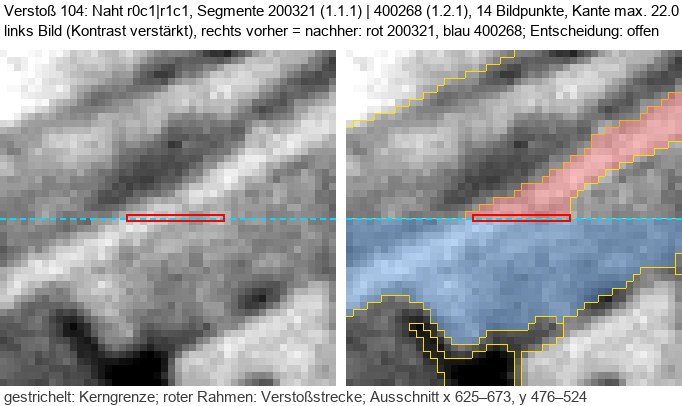 Verstoß 104: Naht r0c1|r1c1, Segmente 200321 (1.1.1) | 400268 (1.2.1), 14 Bildpunkte, Kante max. 22.0
links Bild (Kontrast verstärkt), rechts vorher = nachher: rot 200321, blau 400268; Entscheidung: offen
gestrichelt: Kerngrenze; roter Rahmen: Verstoßstrecke; Ausschnitt x 625–673, y 476–524